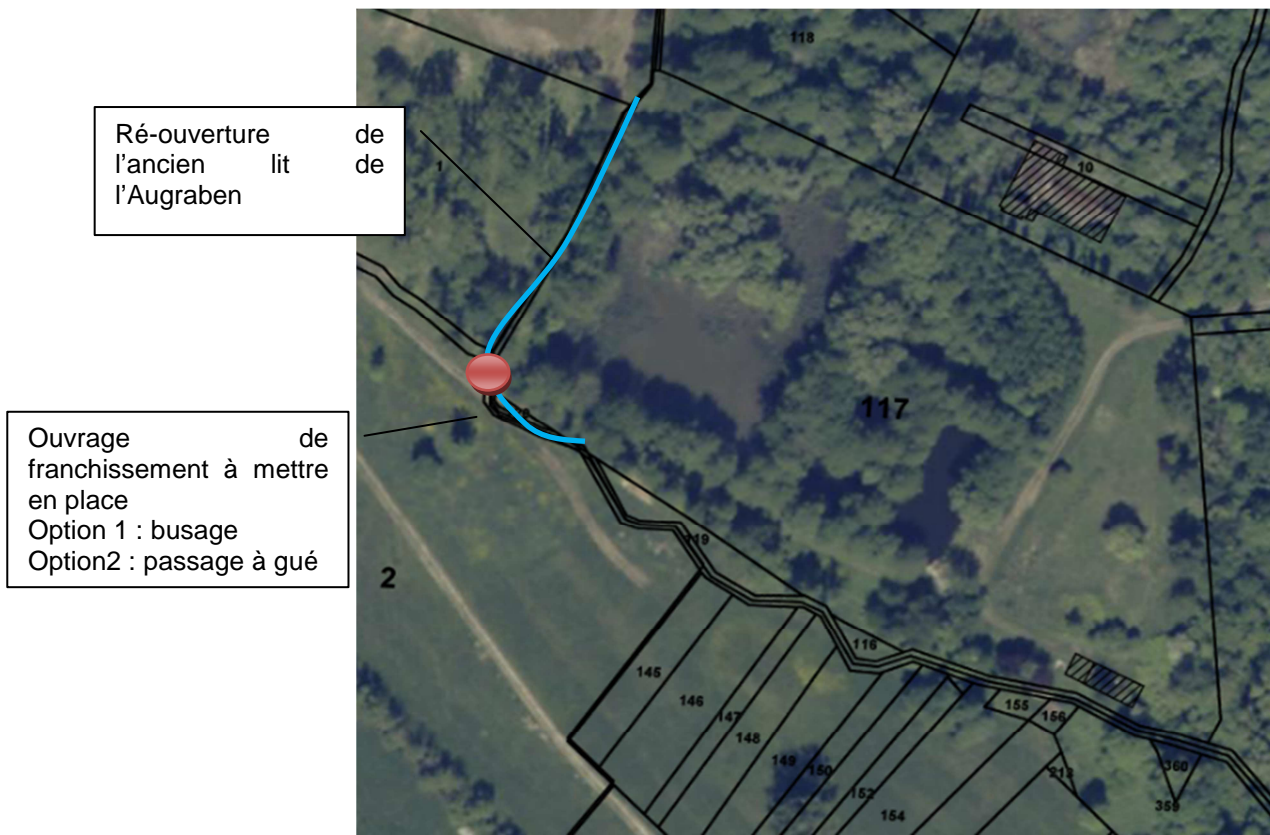 Ré-ouverture de
l'ancien lit de
l'Augraben
Ouvrage de
franchissement à mettre
en place
Option 1 : busage
Option2 : passage à gué
118
1
10
117
119
2
116
145
146
147
148
149
150
152
154
155
156
213
360
359